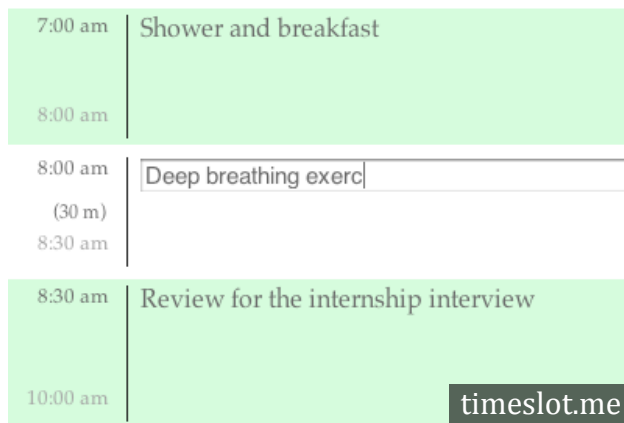 7:00 am Shower and breakfast
8:00 am
8:00 am Deep breathing exerc
(30 m)
8:30 am
8:30 am Review for the internship interview
10:00 am
timeslot.me